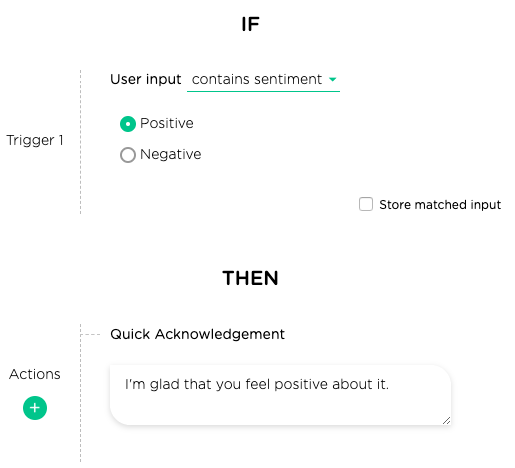 IF
User input contains sentiment
Trigger 1
Positive
Negative
Store matched input
THEN
Quick Acknowledgement
Actions
I'm glad that you feel positive about it.